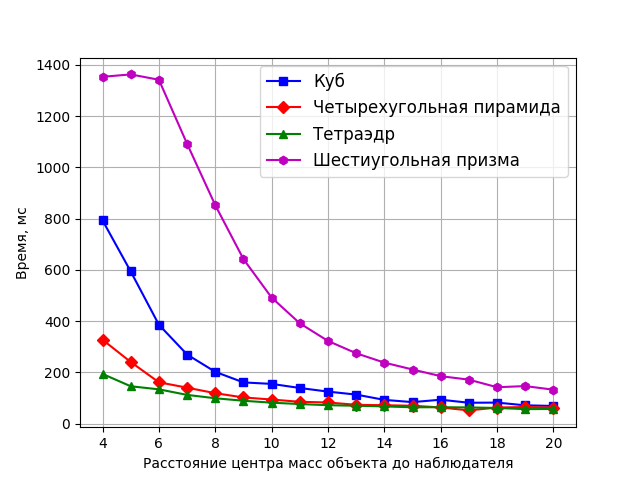 1400
1200
1000
800
600
400
200
0
Время, мс
Куб
Четырехугольная пирамида
Тетраэдр
Шестиугольная призма
4 6 8 10 12 14 16 18 20
Расстояние центра масс объекта до наблюдателя